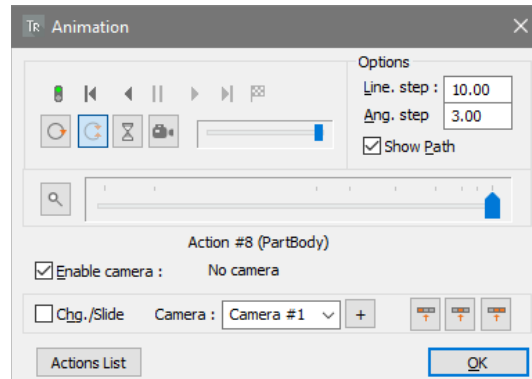 TR Animation
Options
Line. step : 10.00
Ang. step 3.00
Show Path
Action #8 (PartBody)
Enable camera : No camera
Chg./Slide Camera : Camera #1 +
Actions List OK